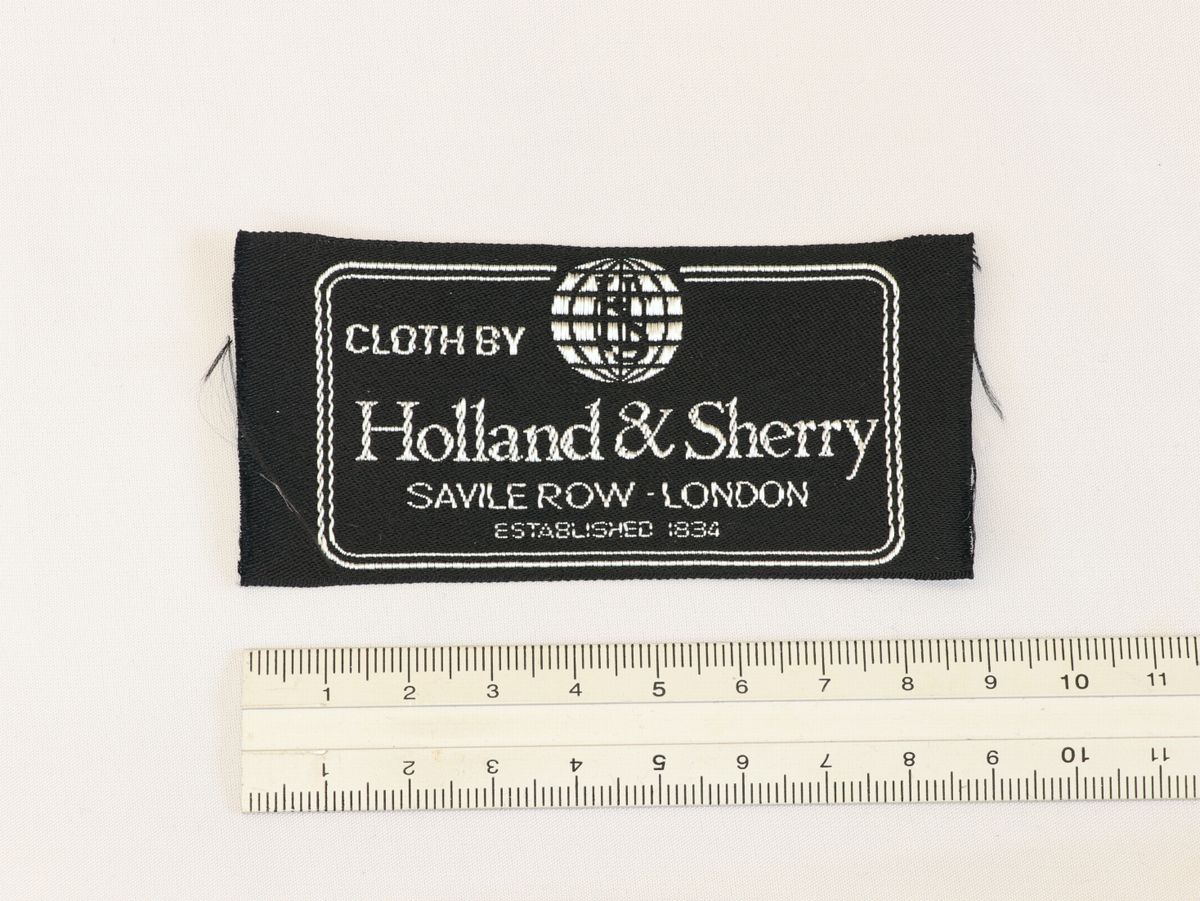 CLOTH BY
Holland & Sherry
SAVILE ROW - LONDON
ESTABLISHED 1834
1 2 3 4 5 6 7 8 9 10 11
1 2 3 4 5 6 7 8 9 10 11